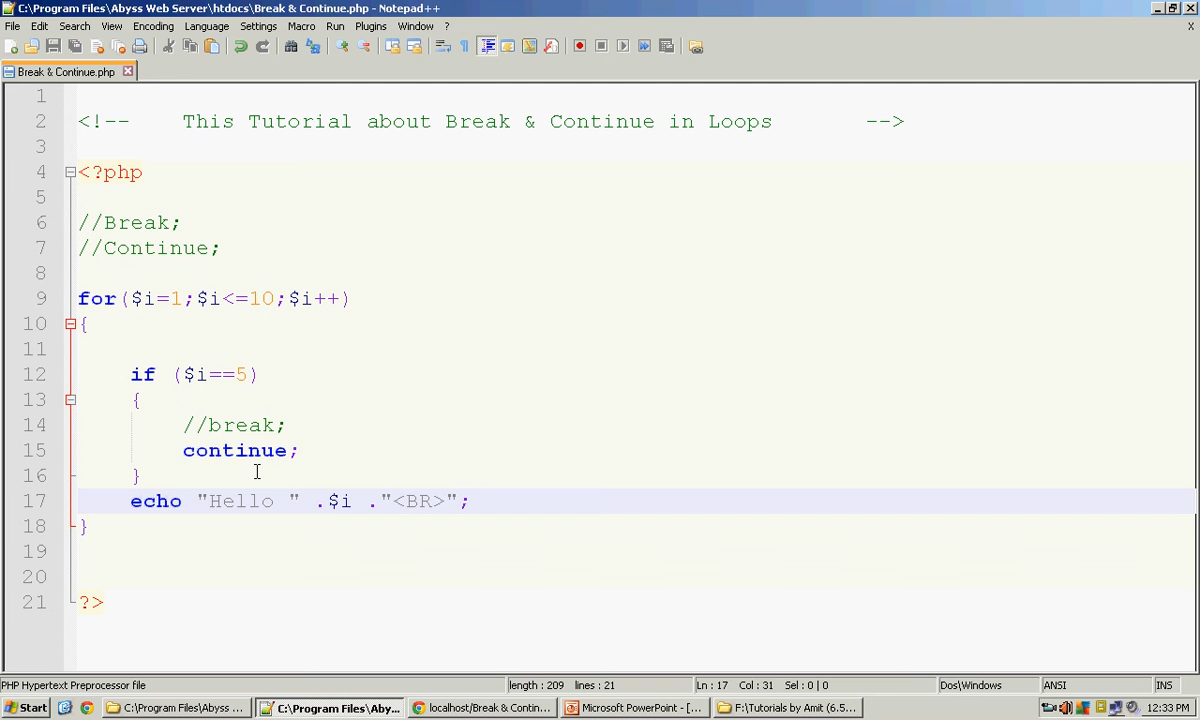 C:\Program Files\Abyss Web Server\htdocs\Break & Continue.php - Notepad++
File Edit Search View Encoding Language Settings Macro Run Plugins Window ? X
Break & Continue.php
1
2 <!-- This Tutorial about Break & Continue in Loops -->
3
4 <?php
5
6 //Break;
7 //Continue;
8
9 for($i=1;$i<=10;$i++)
10 {
11
12 if ($i==5)
13 {
14 //break;
15 continue;
16 }
17 echo "Hello " .$i ."<BR>";
18 }
19
20
21 ?>
PHP Hypertext Preprocessor file length : 209 lines : 21 Ln : 17 Col : 31 Sel : 0 | 0 Dos\Windows ANSI INS
Start C:\Program Files\Abyss ... C:\Program Files\Aby... localhost/Break & Contin... Microsoft PowerPoint - [... F:\Tutorials by Amit (6.5... 12:33 PM